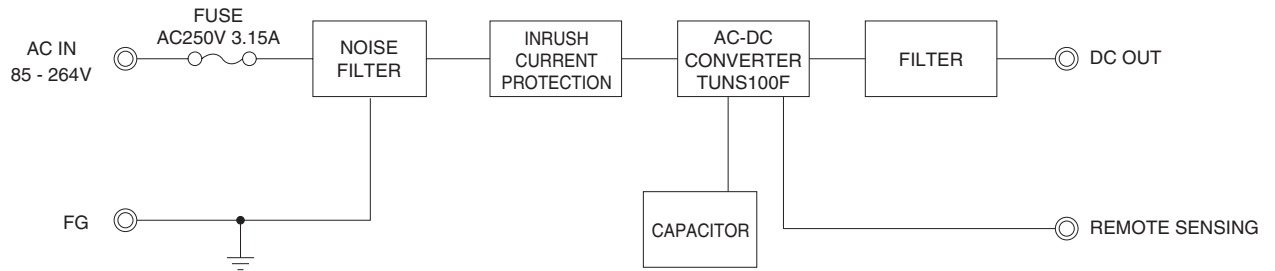 FUSE
AC250V 3.15A
AC IN
85 - 264V
NOISE
FILTER
INRUSH
CURRENT
PROTECTION
AC-DC
CONVERTER
TUNS100F
FILTER
DC OUT
FG
CAPACITOR
REMOTE SENSING